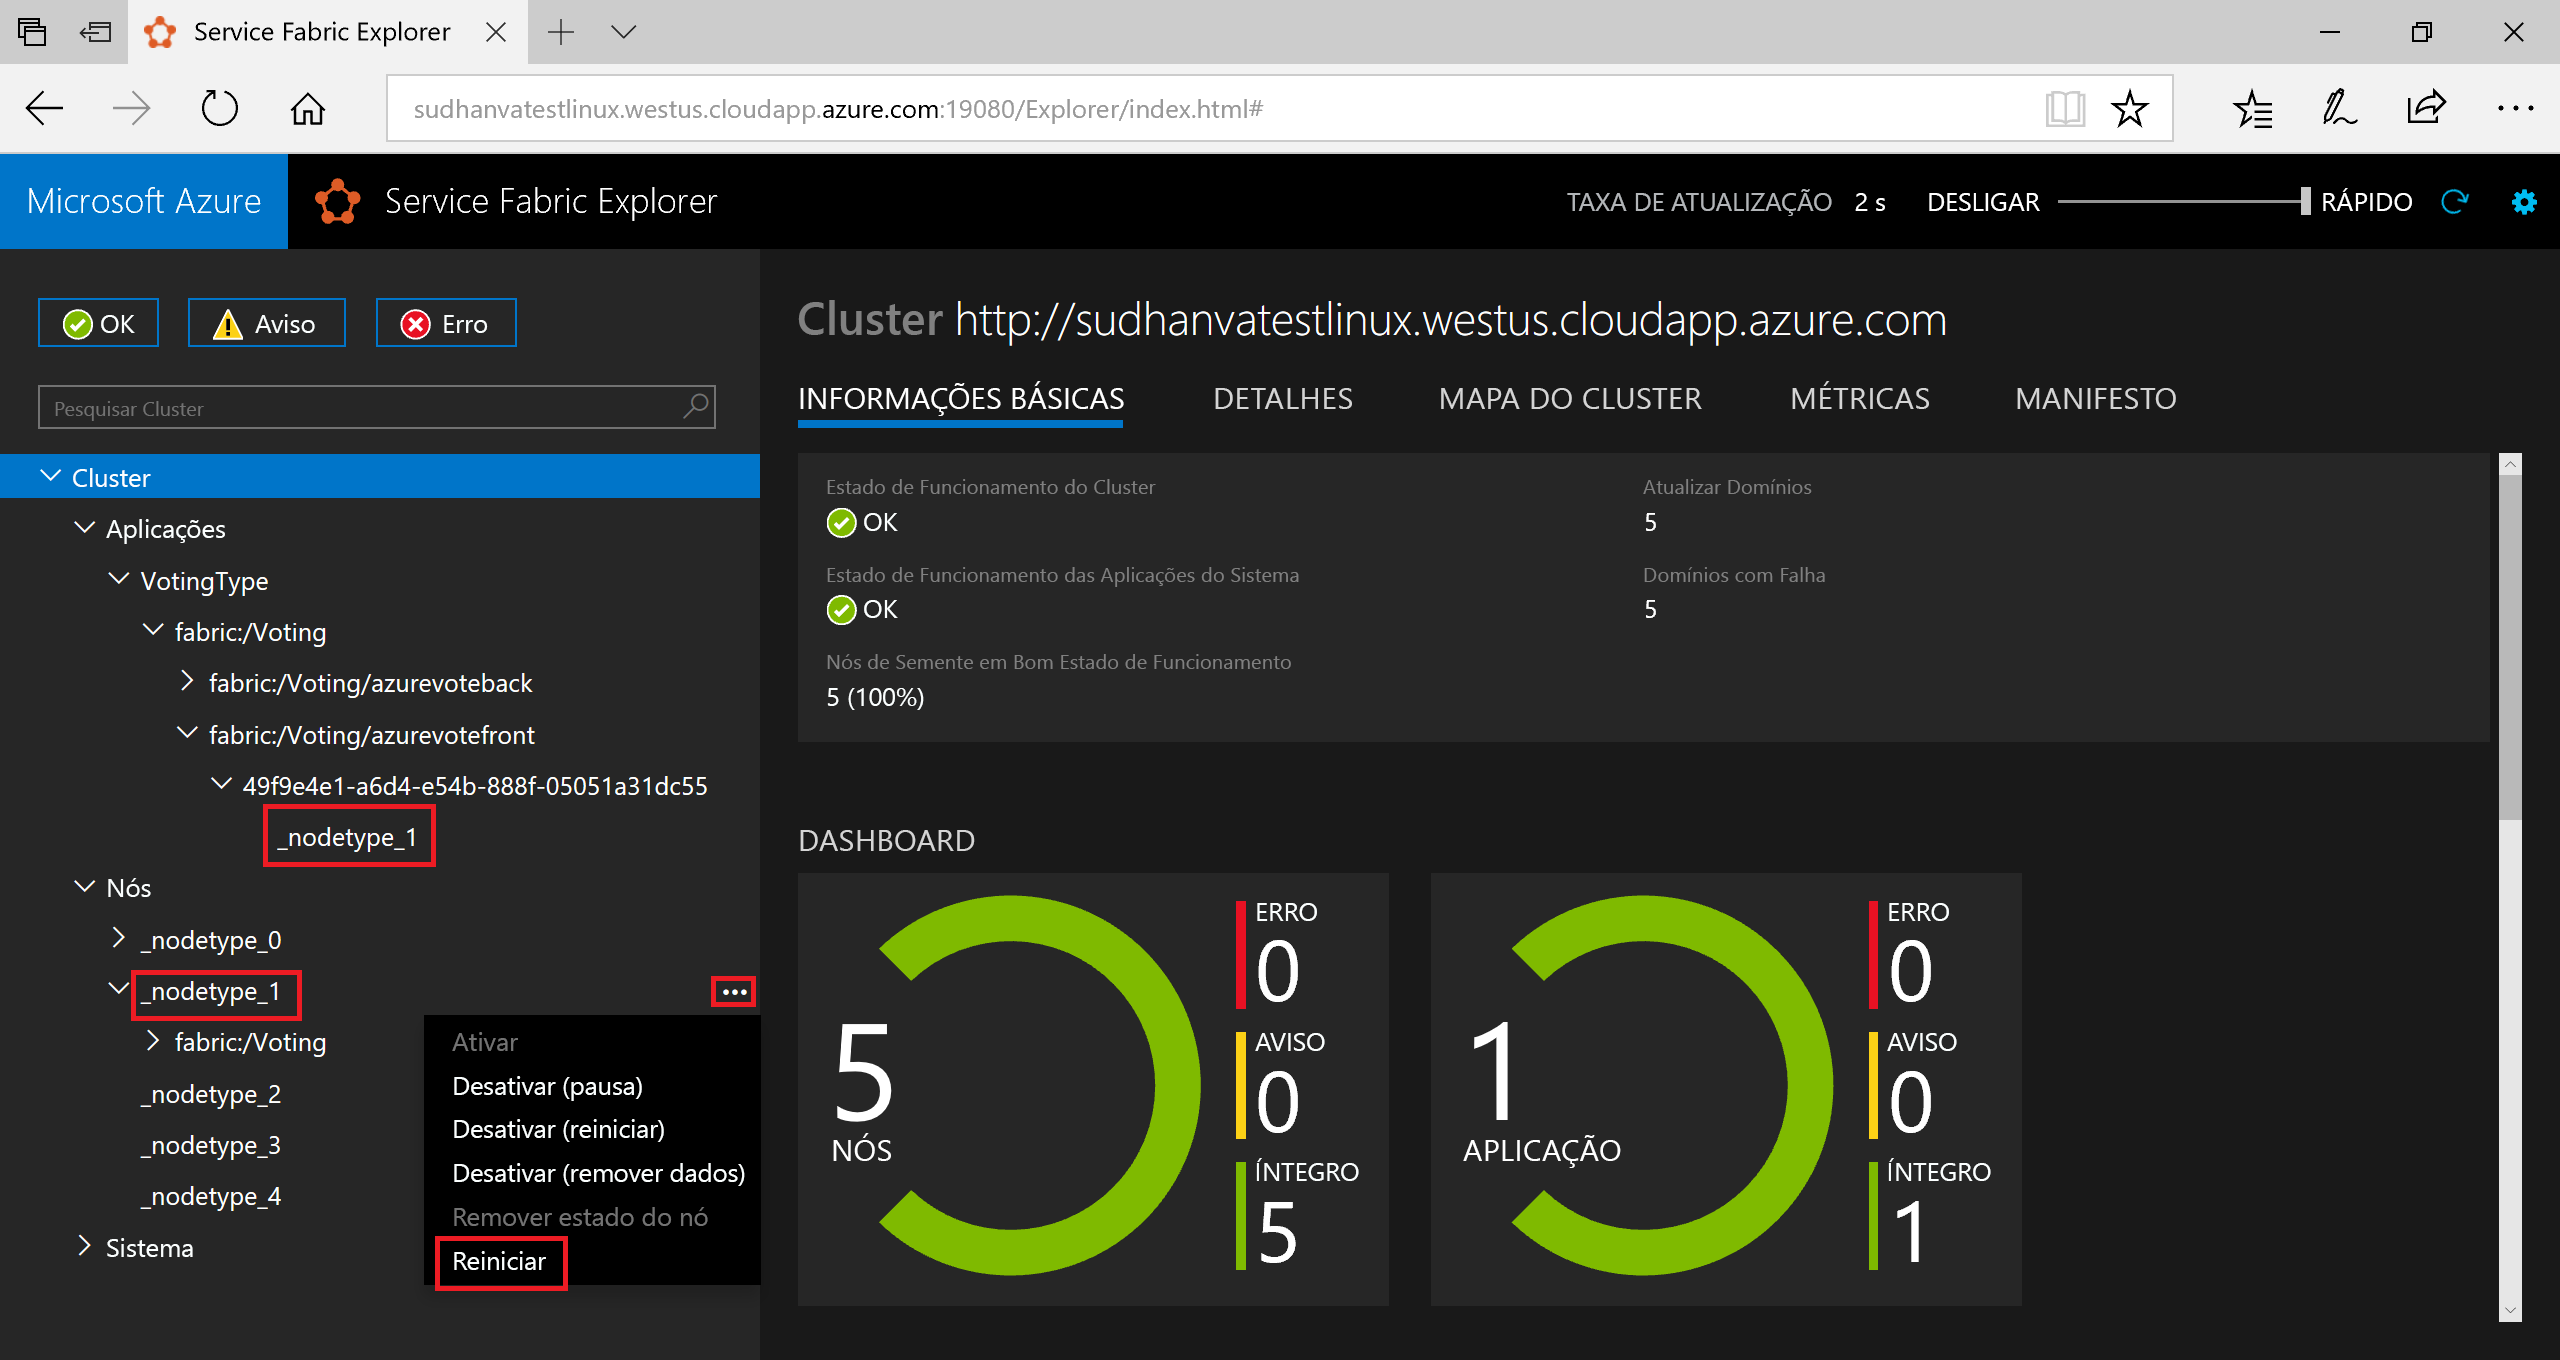 Service Fabric Explorer
sudhanvatestlinux.westus.cloudapp.azure.com:19080/Explorer/index.html#
Microsoft Azure
Service Fabric Explorer
TAXA DE ATUALIZAÇÃO 2 s DESLIGAR RÁPIDO
OK
Aviso
Erro
Pesquisar Cluster
Cluster
Aplicações
VotingType
fabric:/Voting
fabric:/Voting/azurevoteback
fabric:/Voting/azurevotefront
49f9e4e1-a6d4-e54b-888f-05051a31dc55
_nodetype_1
Nós
_nodetype_0
_nodetype_1
fabric:/Voting
_nodetype_2
_nodetype_3
_nodetype_4
Sistema
Ativar
Desativar (pausa)
Desativar (reiniciar)
Desativar (remover dados)
Remover estado do nó
Reiniciar
Cluster http://sudhanvatestlinux.westus.cloudapp.azure.com
INFORMAÇÕES BÁSICAS
DETALHES
MAPA DO CLUSTER
MÉTRICAS
MANIFESTO
Estado de Funcionamento do Cluster
OK
Atualizar Domínios
5
Estado de Funcionamento das Aplicações do Sistema
OK
Domínios com Falha
5
Nós de Semente em Bom Estado de Funcionamento
5 (100%)
DASHBOARD
5
NÓS
ERRO
0
AVISO
0
ÍNTEGRO
5
1
APLICAÇÃO
ERRO
0
AVISO
0
ÍNTEGRO
1